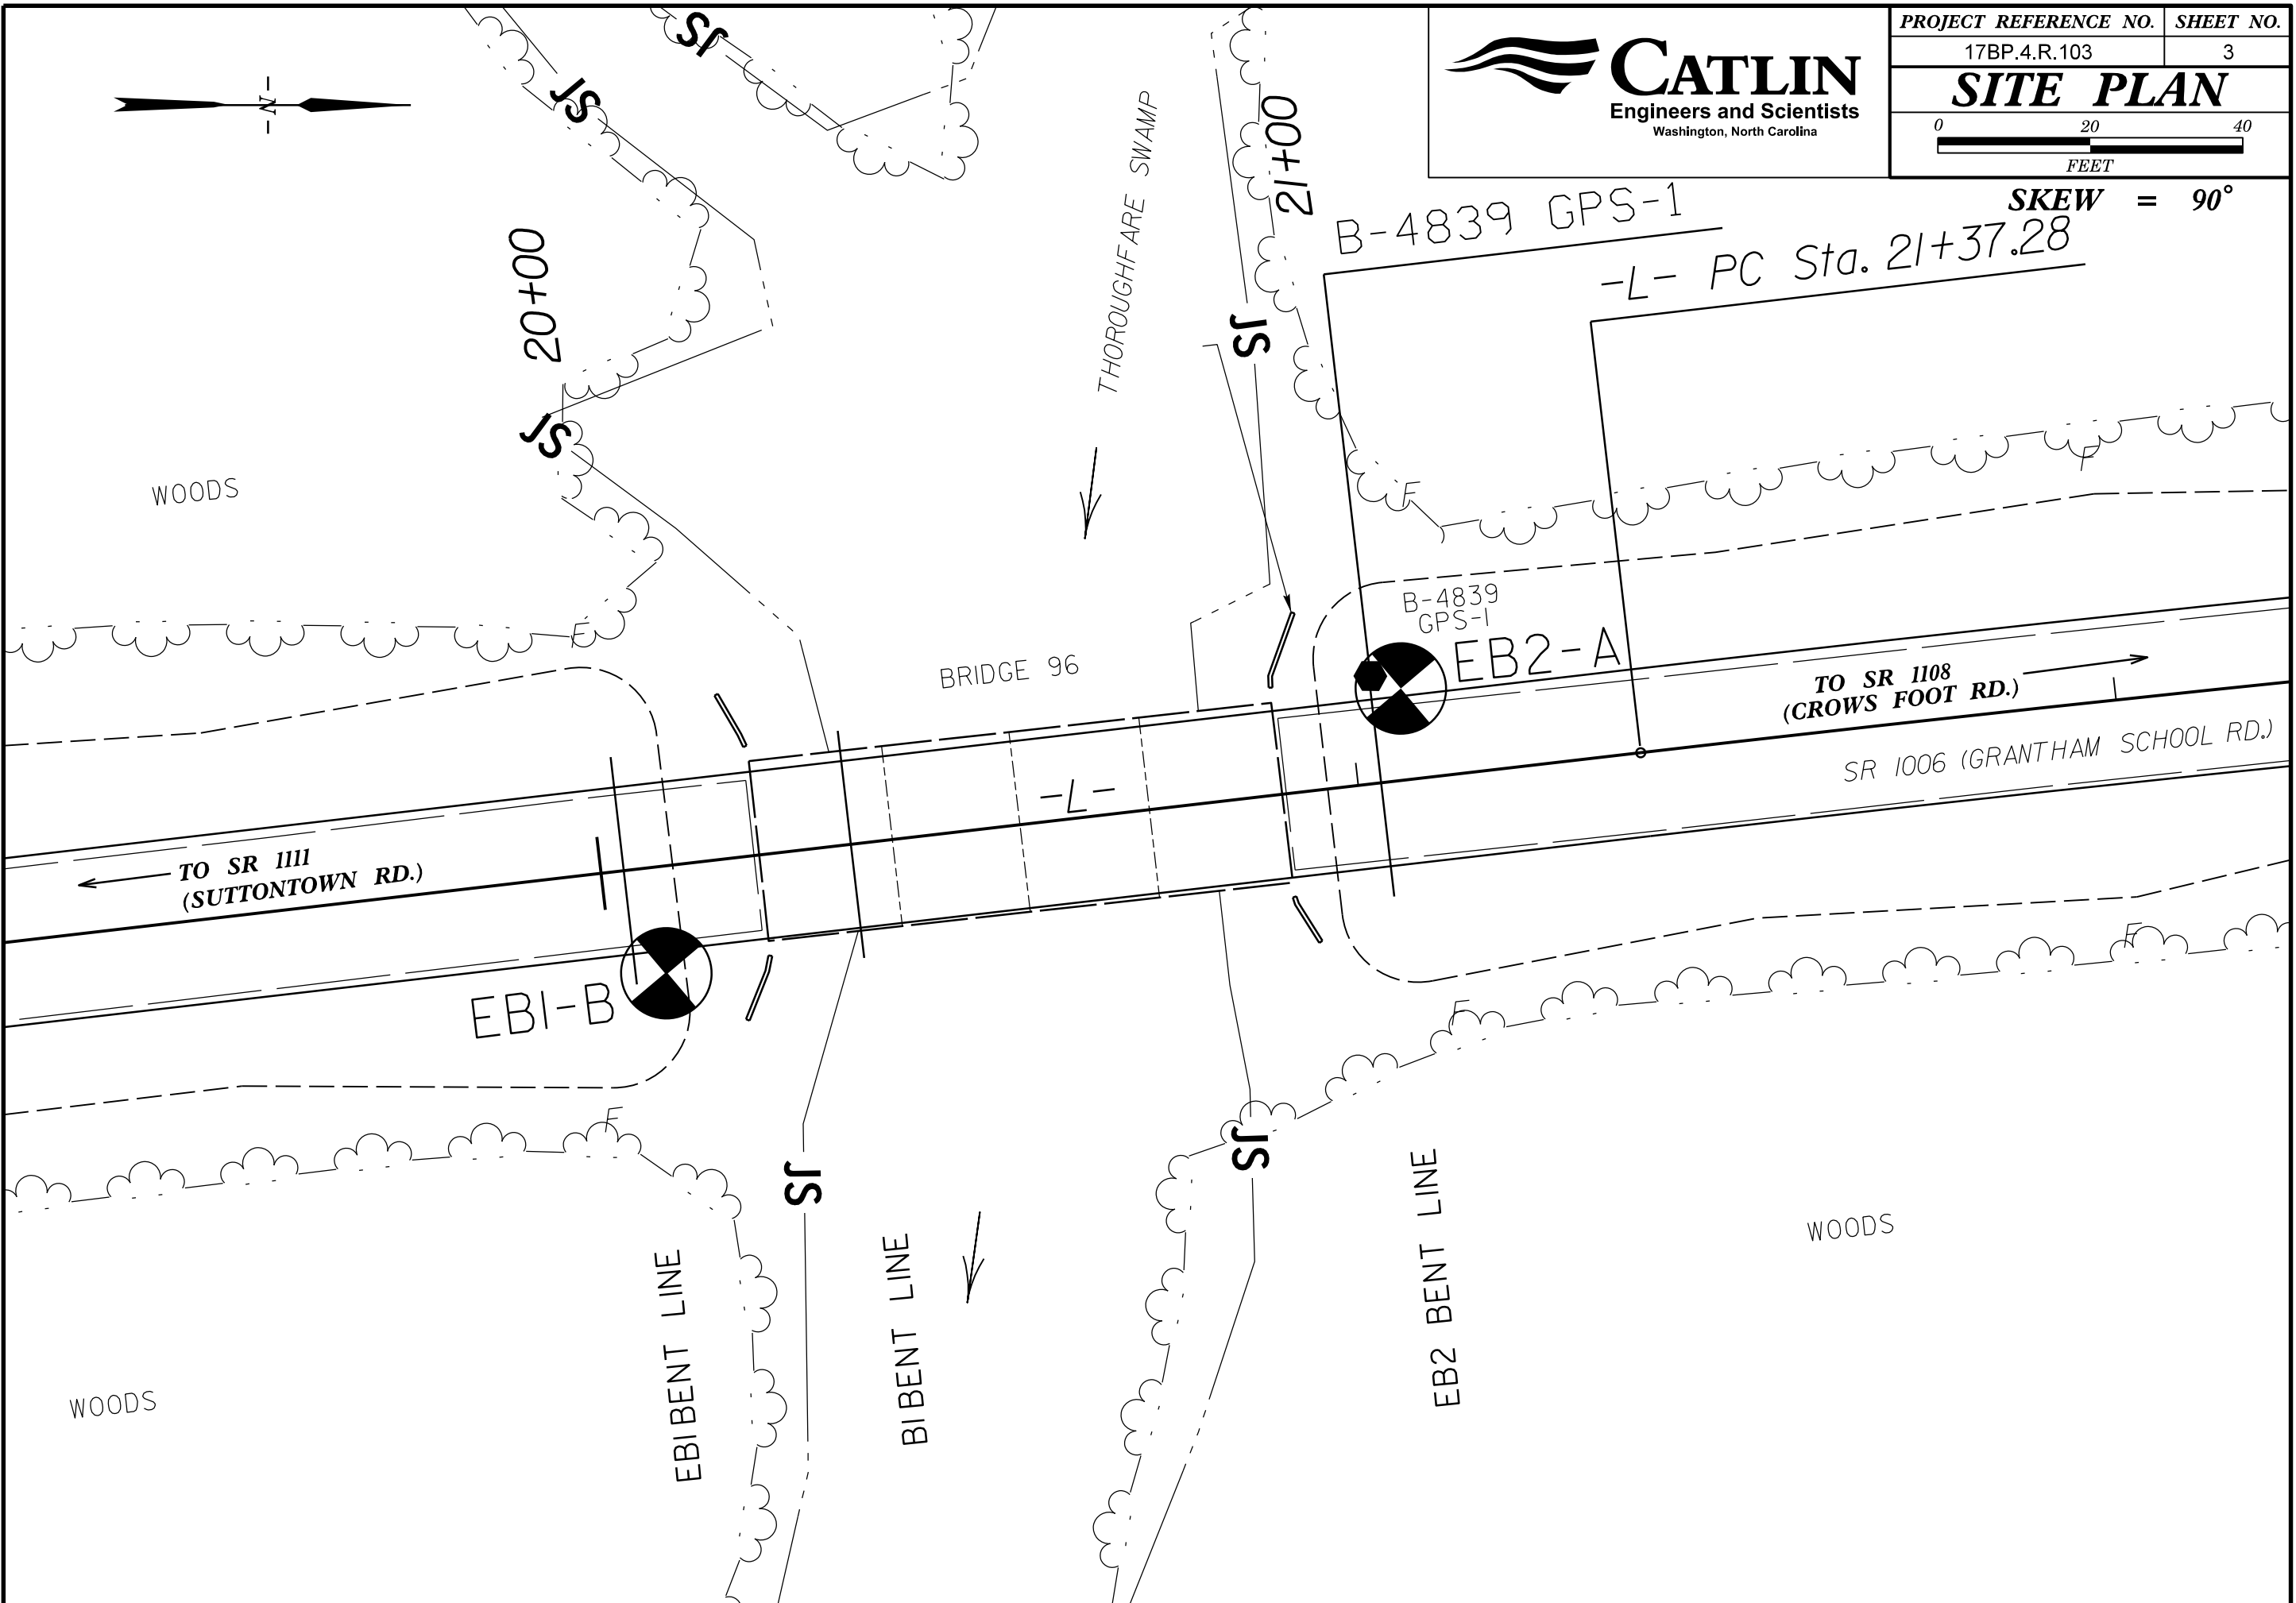 PROJECT REFERENCE NO.
SHEET NO.
17BP.4.R.103
3
SITE PLAN
0 20 40
FEET
SKEW = 90°
CATLIN
Engineers and Scientists
Washington, North Carolina
-N-
JS
JS
20+00
JS
THOROUGHFARE SWAMP
21+00
JS
B-4839 GPS-1
-L- PC Sta. 21+37.28
WOODS
F
F
F
B-4839
GPS-1
EB2-A
BRIDGE 96
TO SR 1108
(CROWS FOOT RD.)
SR 1006 (GRANTHAM SCHOOL RD.)
-L-
TO SR 1111
(SUTTONTOWN RD.)
EB1-B
F
F
F
JS
JS
EB1 BENT LINE
B1 BENT LINE
EB2 BENT LINE
WOODS
WOODS